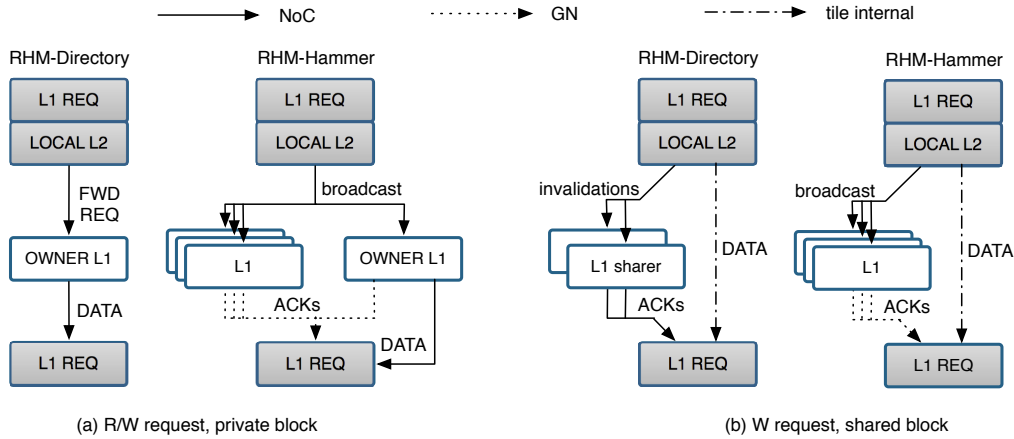 NoC
GN
tile internal
RHM-Directory
RHM-Hammer
RHM-Directory
RHM-Hammer
L1 REQ
L1 REQ
L1 REQ
L1 REQ
LOCAL L2
LOCAL L2
LOCAL L2
LOCAL L2
FWD
REQ
broadcast
invalidations
broadcast
OWNER L1
L1
OWNER L1
L1 sharer
DATA
L1
DATA
DATA
ACKs
DATA
ACKs
ACKs
L1 REQ
L1 REQ
L1 REQ
L1 REQ
(a) R/W request, private block
(b) W request, shared block